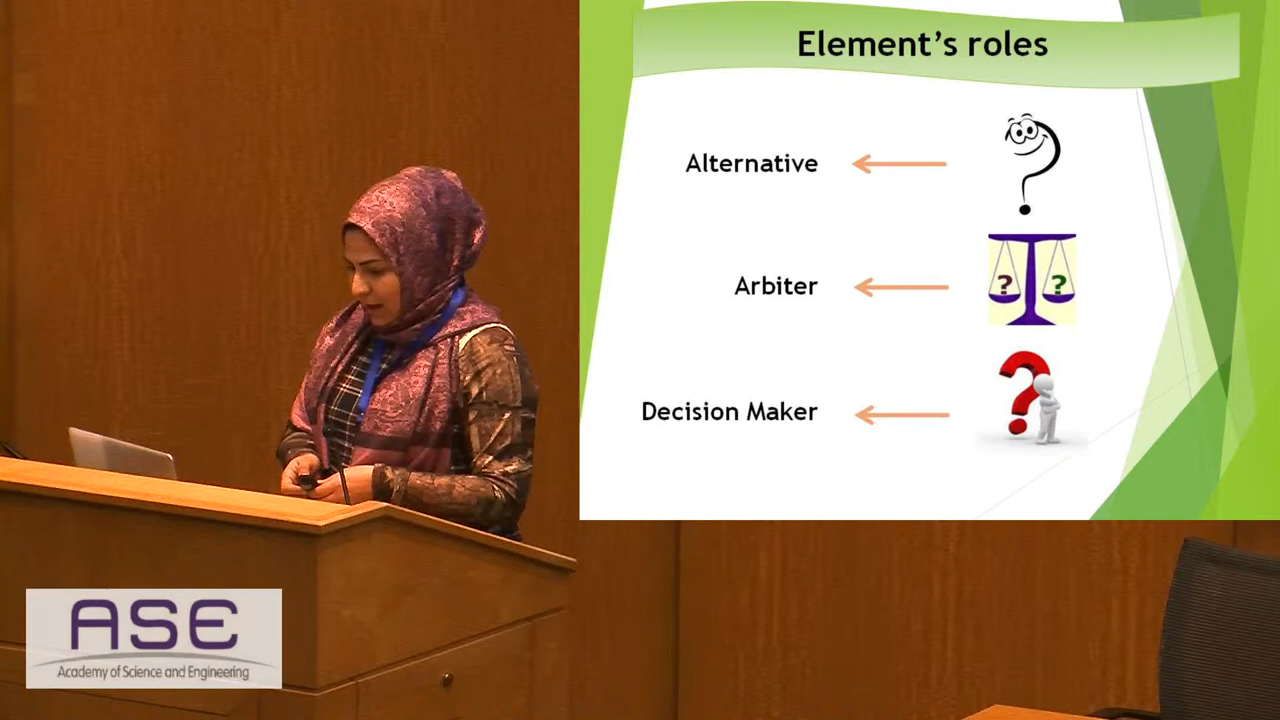 Element's roles
Alternative
?
Arbiter
? ?
Decision Maker
?
ASE
Academy of Science and Engineering